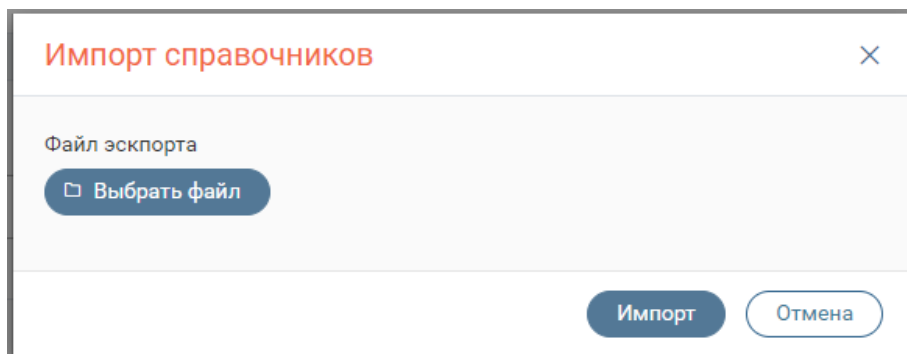 Импорт справочников
Файл эскпорта
Выбрать файл
Импорт Отмена